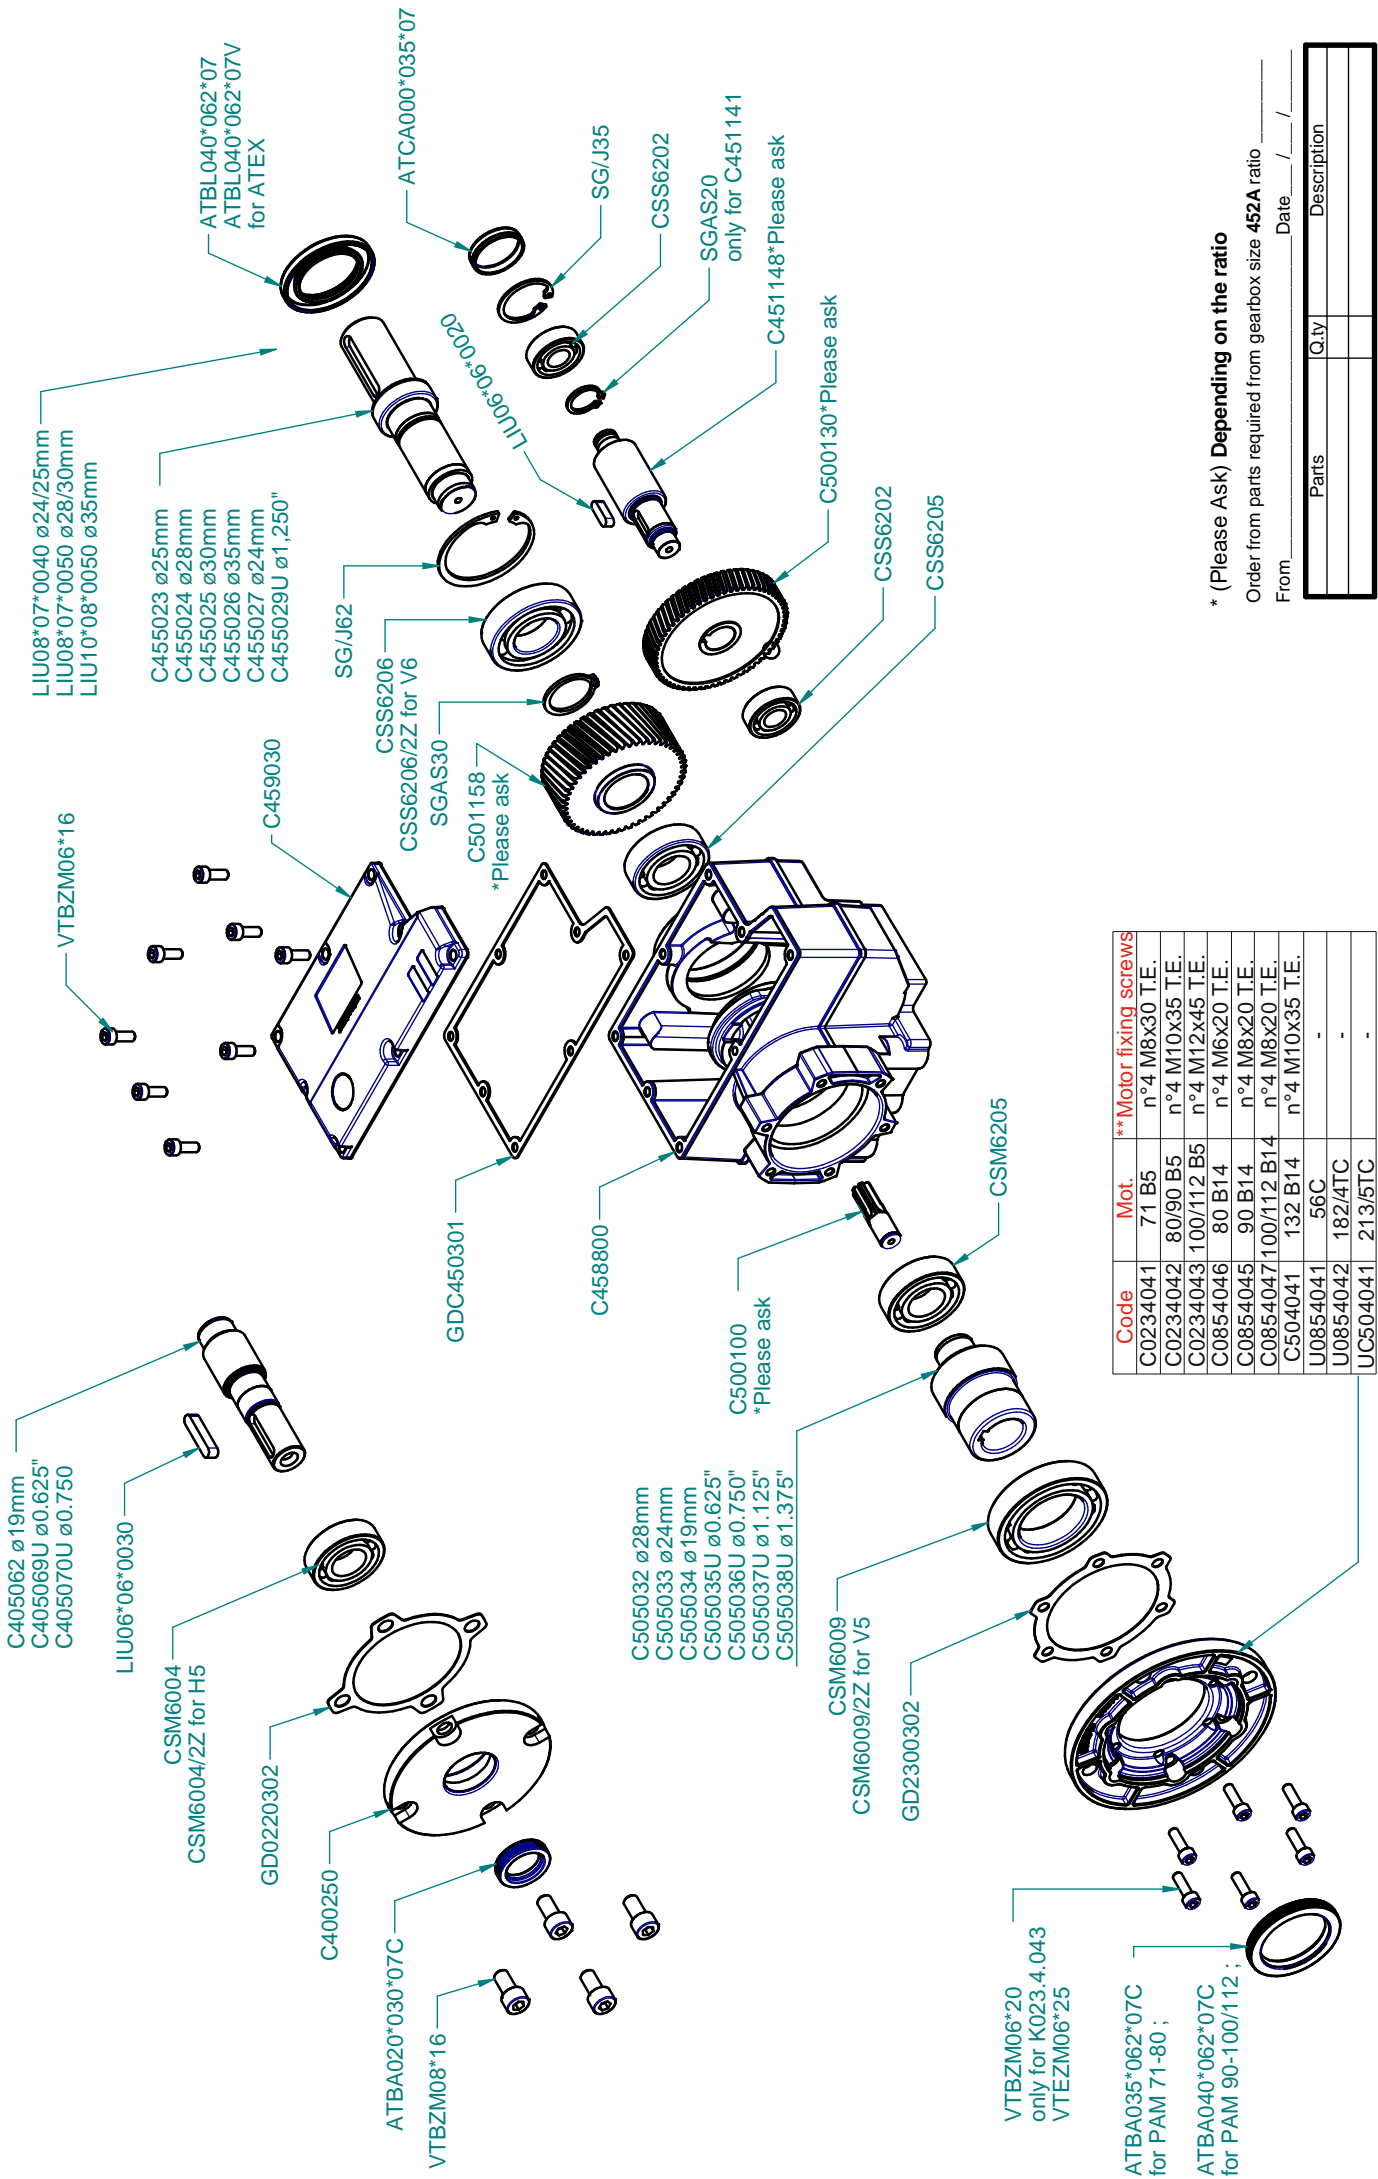 C405062 ø19mm
C405069U ø0.625"
C405070U ø0.750
LIU06*06*0030
CSM6004
CSM6004/2Z for H5
GD0220302
C400250
ATBA020*030*07C
VTBZM08*16
VTBZM06*16
C459030
GDC450301
C458800
LIU08*07*0040 ø24/25mm
LIU08*07*0050 ø28/30mm
LIU10*08*0050 ø35mm
C455023 ø25mm
C455024 ø28mm
C455025 ø30mm
C455026 ø35mm
C455027 ø24mm
C455029U ø1,250"
SG/J62
CSS6206
CSS6206/2Z for V6
SGAS30
C501158
*Please ask
ATBL040*062*07
ATBL040*062*07V
for ATEX
ATCA000*035*07
SG/J35
CSS6202
SGAS20
only for C451141
LIU06*06*0020
C451148*Please ask
C500130*Please ask
CSS6202
CSS6205
CSM6205
C500100
*Please ask
C505032 ø28mm
C505033 ø24mm
C505034 ø19mm
C505035U ø0.625"
C505036U ø0.750"
C505037U ø1.125"
C505038U ø1.375"
CSM6009
CSM6009/2Z for V5
GD2300302
VTBZM06*20
only for K023.4.043
VTEZM06*25
ATBA035*062*07C
for PAM 71-80 ;
ATBA040*062*07C
for PAM 90-100/112 ;
Code Mot. **Motor fixing screws
C0234041 71 B5 n°4 M8x30 T.E.
C0234042 80/90 B5 n°4 M10x35 T.E.
C0234043 100/112 B5 n°4 M12x45 T.E.
C0854046 80 B14 n°4 M6x20 T.E.
C0854045 90 B14 n°4 M8x20 T.E.
C0854047 100/112 B14 n°4 M8x20 T.E.
C504041 132 B14 n°4 M10x35 T.E.
U0854041 56C -
U0854042 182/4TC -
UC504041 213/5TC -
* (Please Ask) Depending on the ratio
Order from parts required from gearbox size 452A ratio ________
From________________ Date ___ /___ /____
Parts Q.ty Description